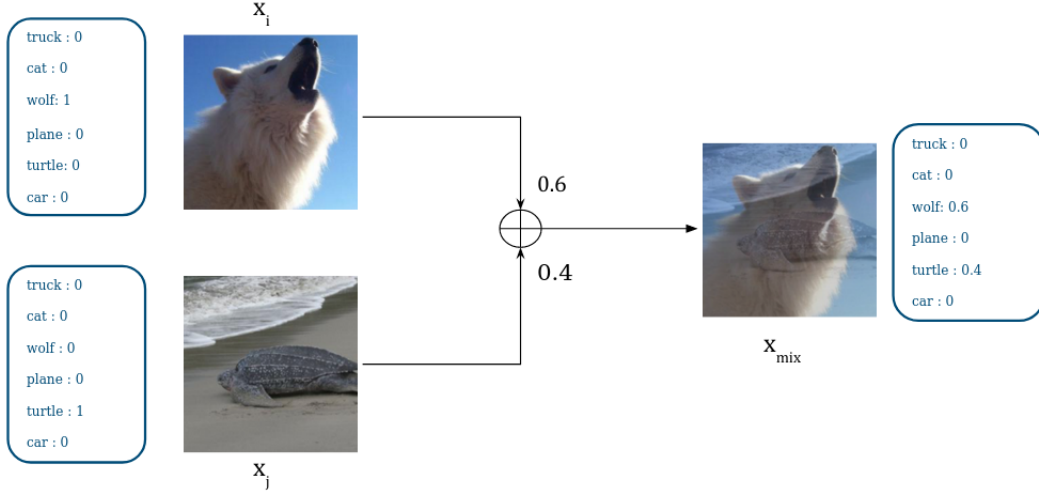 x_i
truck : 0
cat : 0
wolf: 1
plane : 0
turtle: 0
car : 0
0.6
0.4
truck : 0
cat : 0
wolf : 0
plane : 0
turtle : 1
car : 0
x_j
truck : 0
cat : 0
wolf: 0.6
plane : 0
turtle : 0.4
car : 0
x_mix